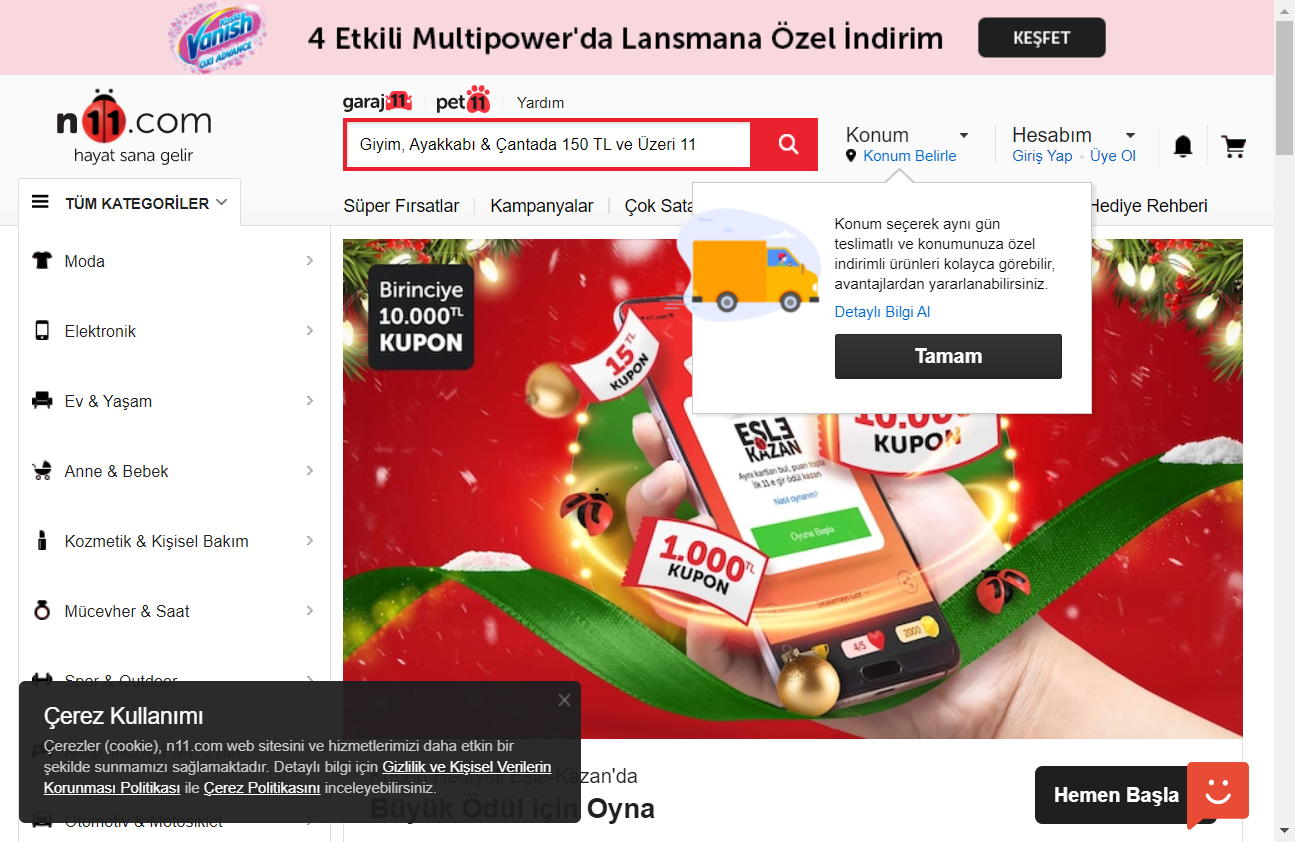 Vanish
OXI ADVANCE
4 Etkili Multipower'da Lansmana Özel İndirim
KEŞFET
n11.com
hayat sana gelir
garaj11
pet11
Yardım
Giyim, Ayakkabı & Çantada 150 TL ve Üzeri 11
Konum
Konum Belirle
Hesabım
Giriş Yap
Üye Ol
TÜM KATEGORİLER
Süper Fırsatlar
Kampanyalar
Çok Sata
Hediye Rehberi
Konum seçerek aynı gün
teslimatlı ve konumunuza özel
indirimli ürünleri kolayca görebilir,
avantajlardan yararlanabilirsiniz.
Detaylı Bilgi Al
Tamam
Moda
Elektronik
Ev & Yaşam
Anne & Bebek
Kozmetik & Kişisel Bakım
Mücevher & Saat
Spor & Outdoor
Otomotiv & Motosiklet
Birinciye
10.000TL
KUPON
15 TL
KUPON
10.000
KUPON
EŞLE
KAZAN
Aynı kartları bul, puan topla
İlk 11'e gir ödül kazan
Nasıl oynarım?
Oyuna Başla
1.000TL
KUPON
4/5
2000
Çerez Kullanımı
Çerezler (cookie), n11.com web sitesini ve hizmetlerimizi daha etkin bir
şekilde sunmamızı sağlamaktadır. Detaylı bilgi için Gizlilik ve Kişisel Verilerin
Korunması Politikası ile Çerez Politikasını inceleyebilirsiniz.
Eşle-Kazan'da
Büyük Ödül için Oyna
Hemen Başla